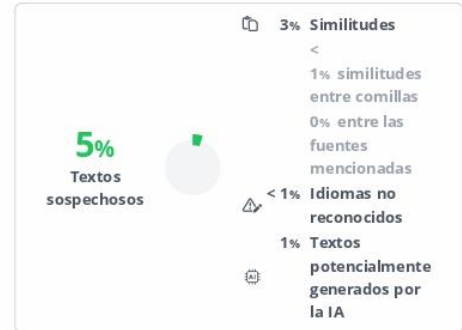 5%
Textos
sospechosos
3% Similitudes
<
1% similitudes
entre comillas
0% entre las
fuentes
mencionadas
< 1% Idiomas no
reconocidos
1% Textos
potencialmente
generados por
la IA
AI